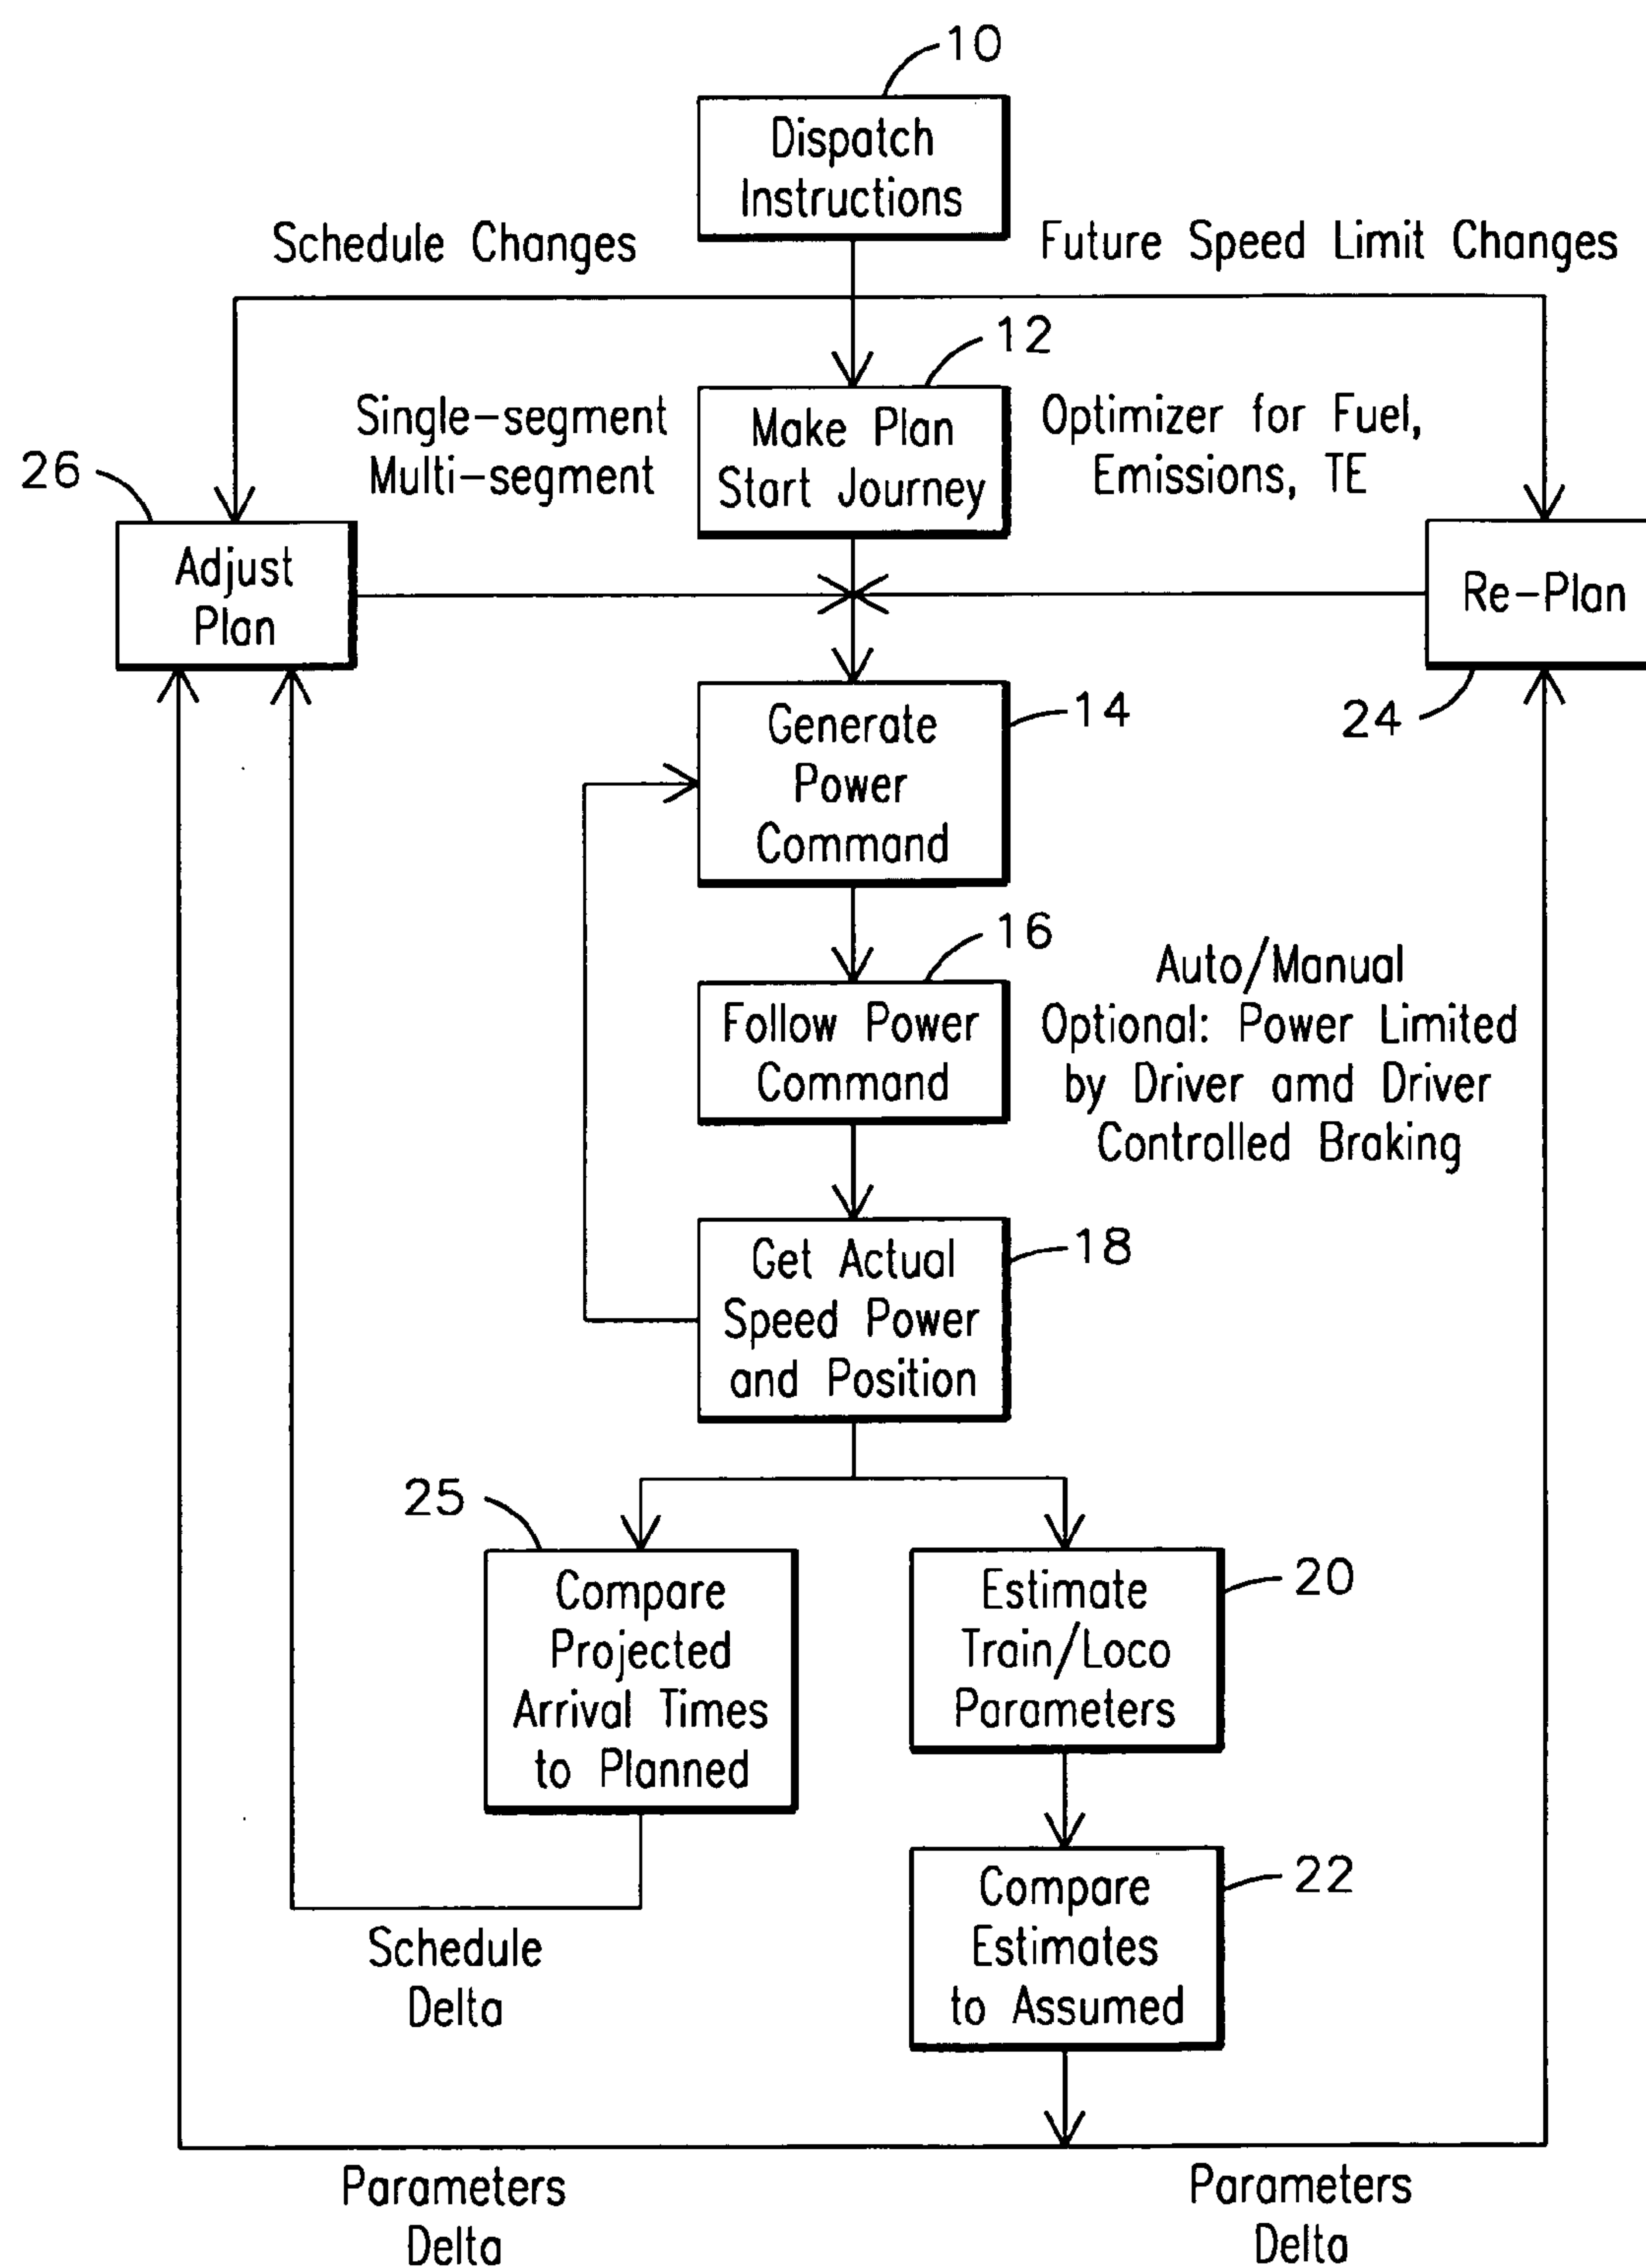 10
Dispatch
Instructions
Schedule Changes
Future Speed Limit Changes
12
Single-segment
Multi-segment
Make Plan
Start Journey
Optimizer for Fuel,
Emissions, TE
26
Adjust
Plan
Re-Plan
24
Generate
Power
Command
14
16
Follow Power
Command
Auto/Manual
Optional: Power Limited
by Driver amd Driver
Controlled Braking
Get Actual
Speed Power
and Position
18
25
Compare
Projected
Arrival Times
to Planned
Estimate
Train/Loco
Parameters
20
Compare
Estimates
to Assumed
22
Schedule
Delta
Parameters
Delta
Parameters
Delta